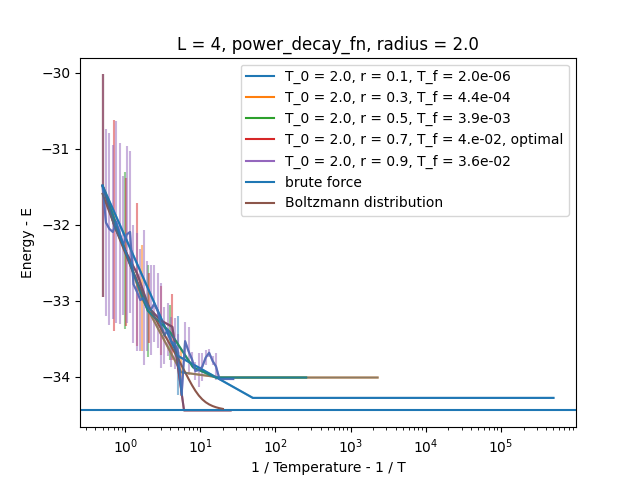 L = 4, power_decay_fn, radius = 2.0
T_0 = 2.0, r = 0.1, T_f = 2.0e-06
T_0 = 2.0, r = 0.3, T_f = 4.4e-04
T_0 = 2.0, r = 0.5, T_f = 3.9e-03
T_0 = 2.0, r = 0.7, T_f = 4.e-02, optimal
T_0 = 2.0, r = 0.9, T_f = 3.6e-02
brute force
Boltzmann distribution
Energy - E
−30
−31
−32
−33
−34
10⁰ 10¹ 10² 10³ 10⁴ 10⁵
1 / Temperature - 1 / T